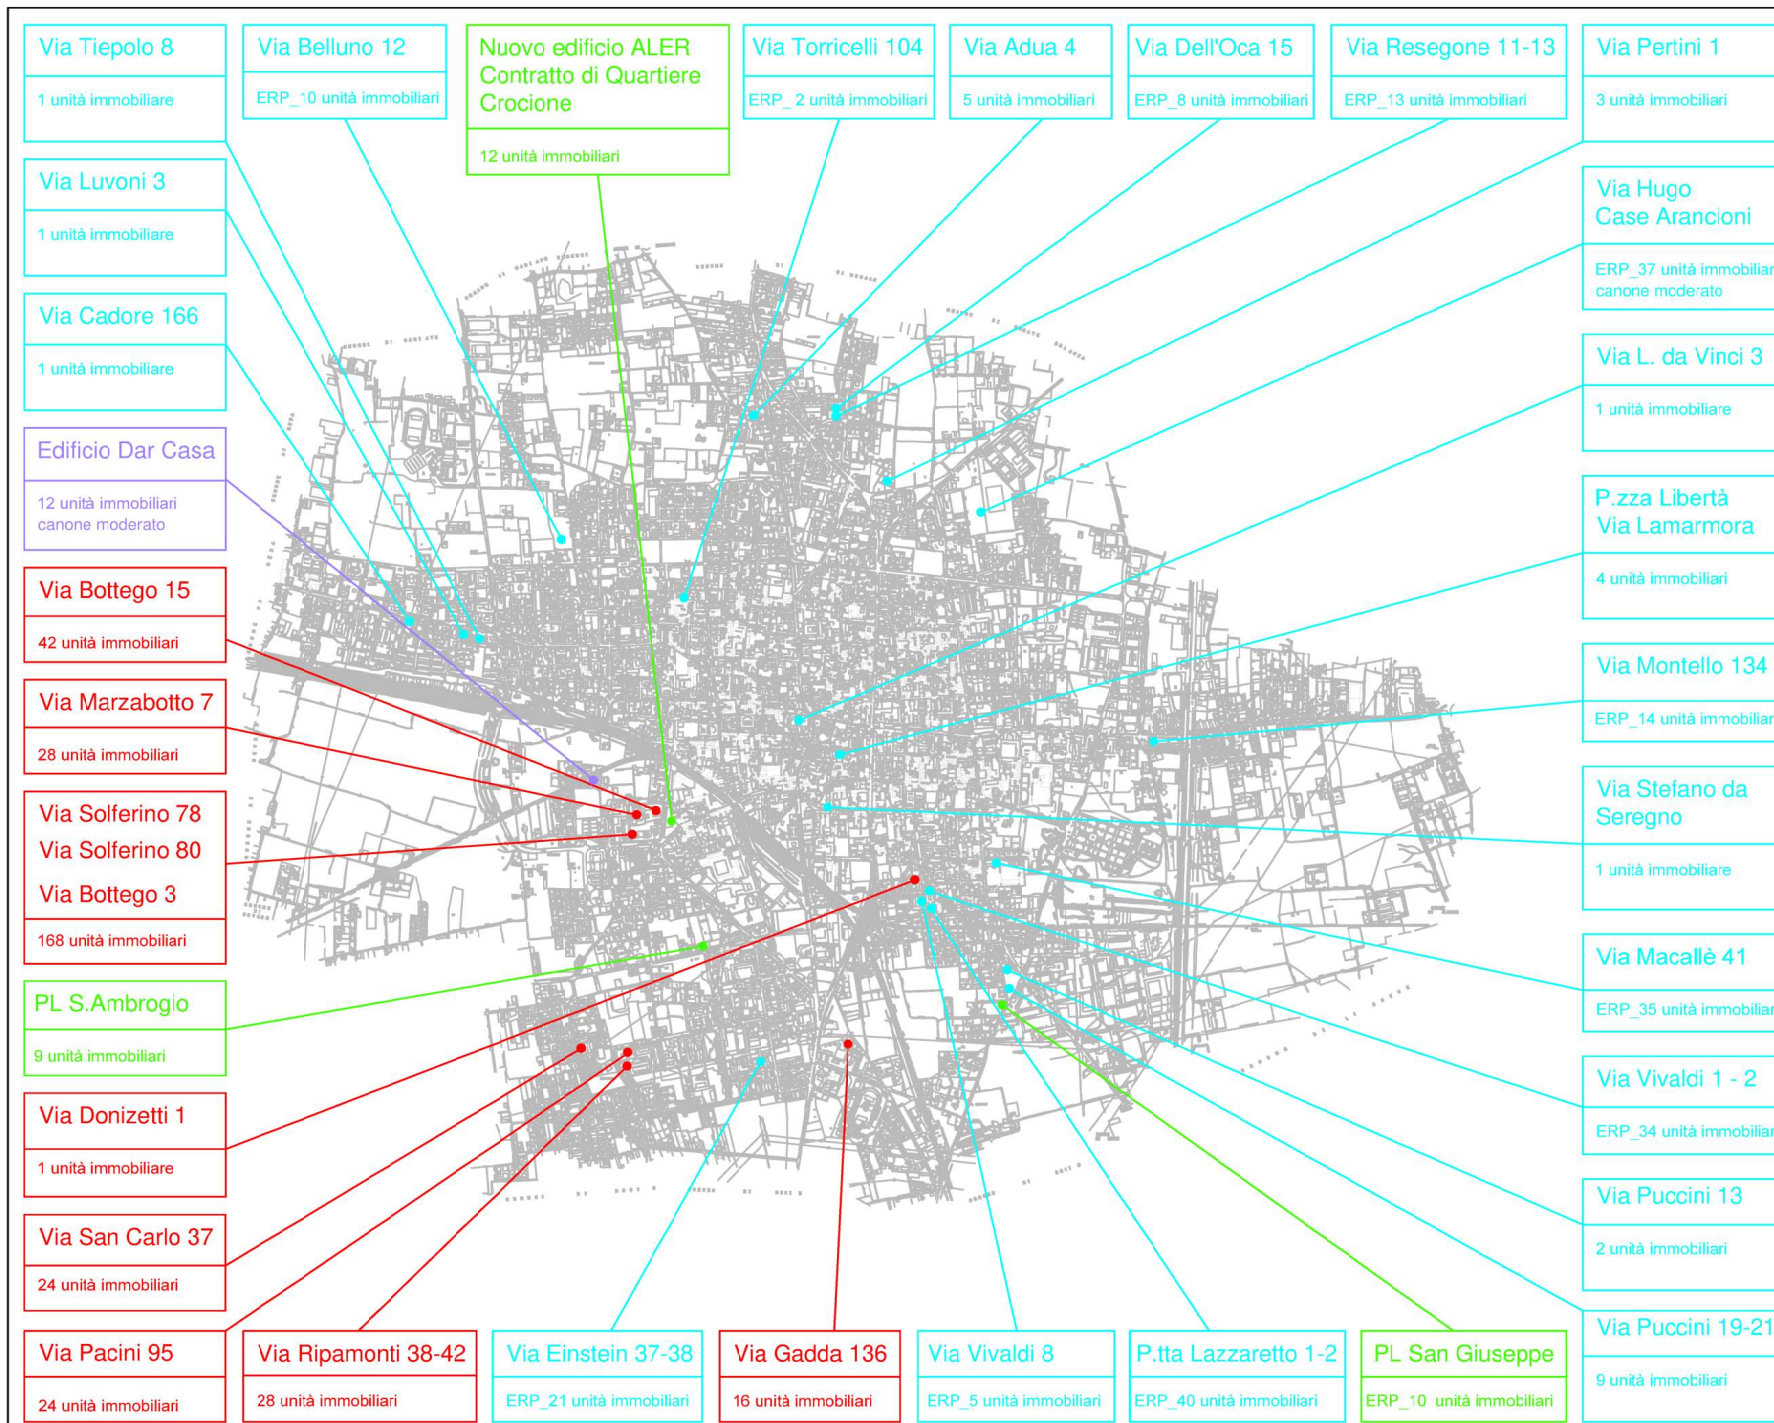 Via Tiepolo 8
1 unità immobiliare
Via Belluno 12
ERP_10 unità immobiliari
Nuovo edificio ALER
Contratto di Quartiere
Crocione
12 unità immobiliari
Via Torricelli 104
ERP_ 2 unità immobiliari
Via Adua 4
5 unità immobiliari
Via Dell'Oca 15
ERP_8 unità immobiliari
Via Resegone 11-13
ERP_13 unità immobiliari
Via Pertini 1
3 unità immobiliari
Via Luvoni 3
1 unità immobiliare
Via Hugo
Case Arancioni
ERP_37 unità immobiliar
canone moderato
Via Cadore 166
1 unità immobiliare
Via L. da Vinci 3
1 unità immobiliare
Edificio Dar Casa
12 unità immobiliari
canone moderato
P.zza Libertà
Via Lamarmora
4 unità immobiliari
Via Bottego 15
42 unità immobiliari
Via Montello 134
ERP_14 unità immobiliar
Via Marzabotto 7
28 unità immobiliari
Via Stefano da
Seregno
1 unità immobiliare
Via Solferino 78
Via Solferino 80
Via Bottego 3
168 unità immobiliari
Via Macallè 41
ERP_35 unità immobiliar
PL S.Ambrogio
9 unità immobiliari
Via Vivaldi 1 - 2
ERP_34 unità immobiliar
Via Donizetti 1
1 unità immobiliare
Via Puccini 13
2 unità immobiliari
Via San Carlo 37
24 unità immobiliari
Via Pacini 95
24 unità immobiliari
Via Ripamonti 38-42
28 unità immobiliari
Via Einstein 37-38
ERP_21 unità immobiliari
Via Gadda 136
16 unità immobiliari
Via Vivaldi 8
ERP_5 unità immobiliari
P.tta Lazzaretto 1-2
ERP_40 unità immobiliari
PL San Giuseppe
ERP_10 unità immobiliari
Via Puccini 19-21
9 unità immobiliari